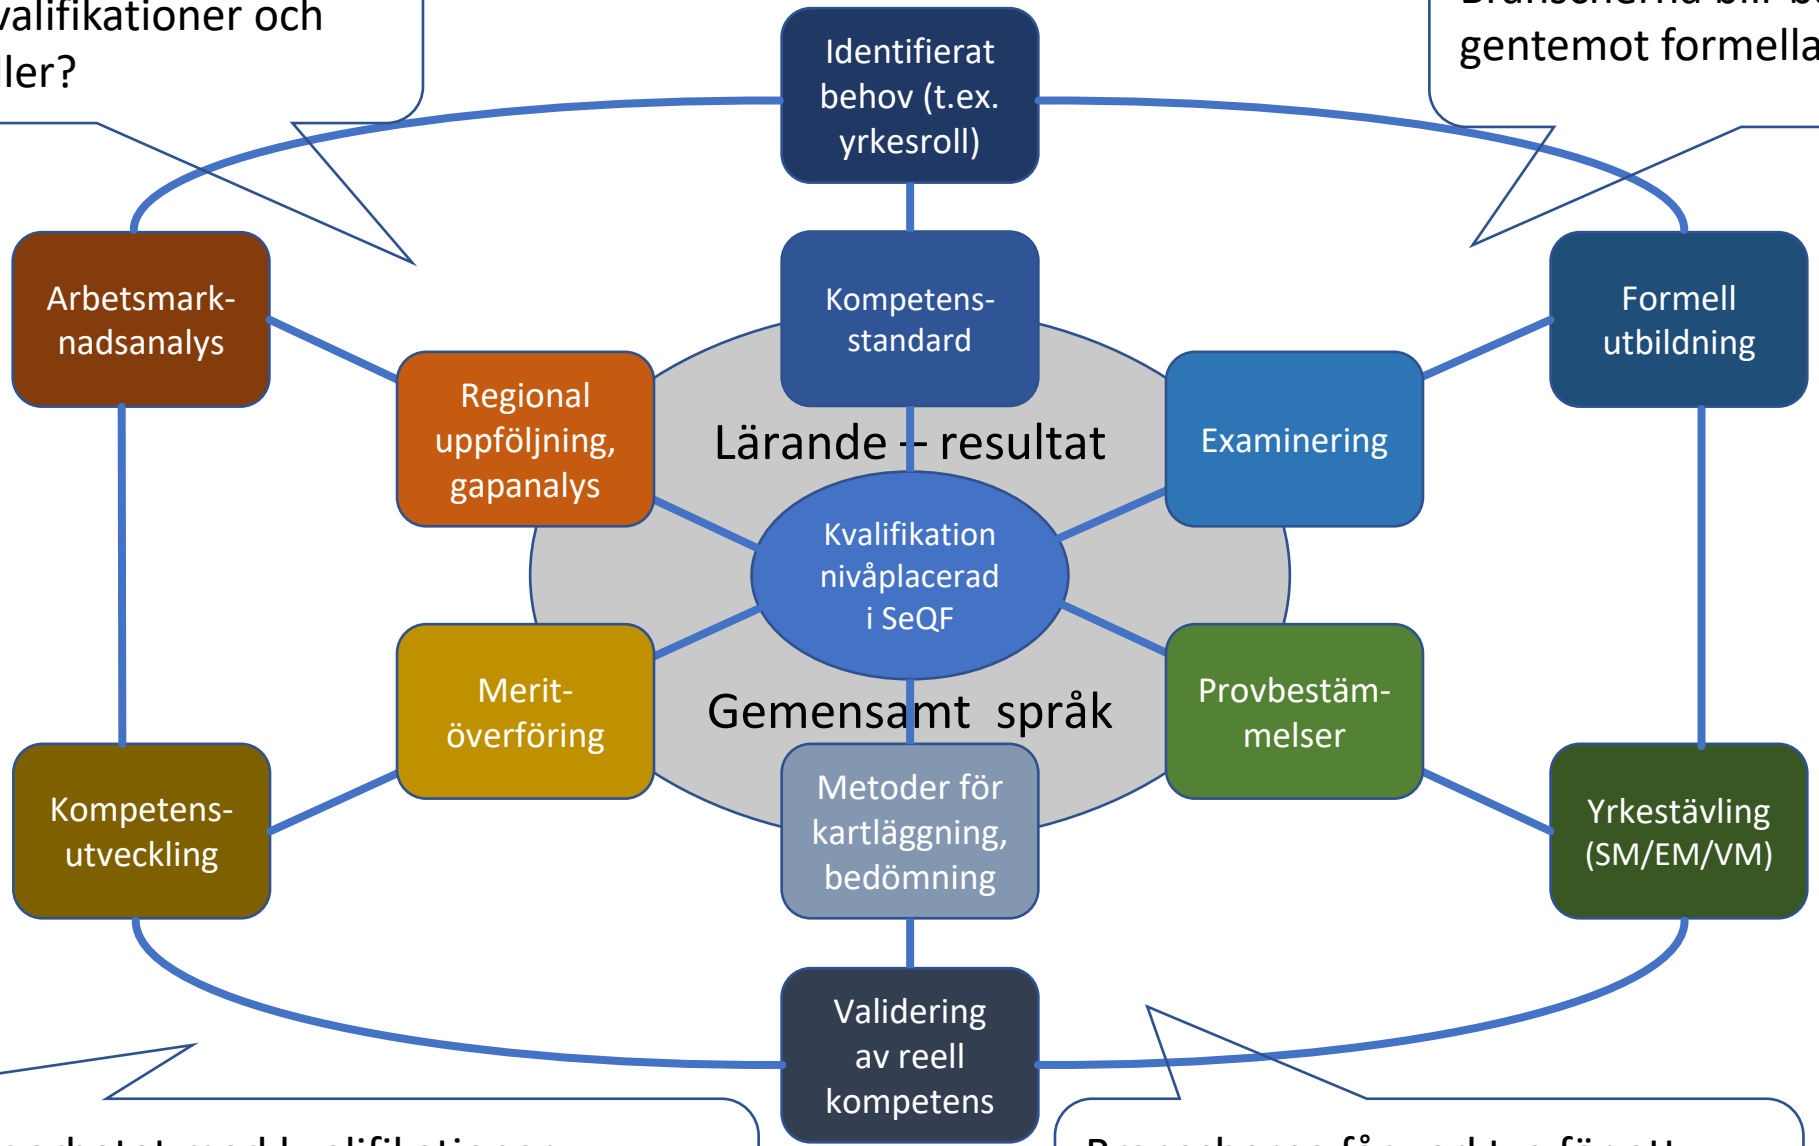 valifikationer och
ller?
gentemot formella
Identifierat
behov (t.ex.
yrkesroll)
Arbetsmark-
nadsanalys
Kompetens-
standard
Formell
utbildning
Regional
uppföljning,
gapanalys
Lärande – resultat
Examinering
Kvalifikation
nivåplacerad
i SeQF
Merit-
överföring
Gemensamt språk
Provbestäm-
melser
Kompetens-
utveckling
Metoder för
kartläggning,
bedömning
Yrkestävling
(SM/EM/VM)
Validering
av reell
kompetens